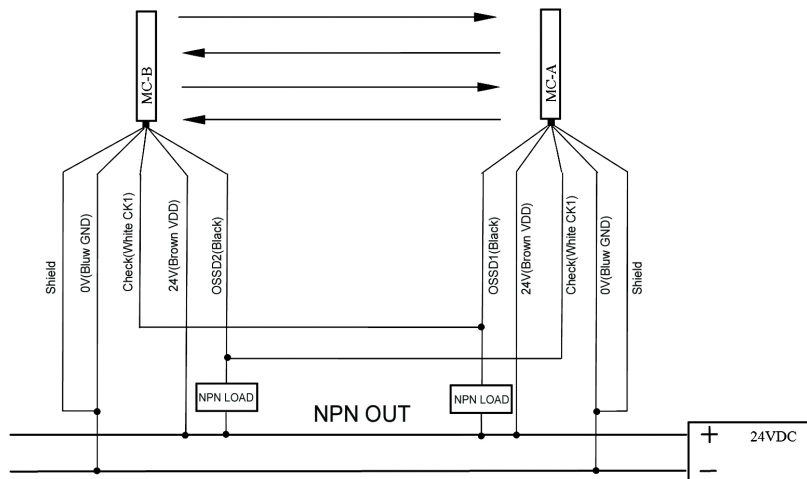 MC-B
MC-A
Shield
0V(Bluw GND)
Check(White CK1)
24V(Brown VDD)
OSSD2(Black)
OSSD1(Black)
24V(Brown VDD)
Check(White CK1)
0V(Bluw GND)
Shield
NPN LOAD
NPN LOAD
NPN OUT
+ 24VDC
−